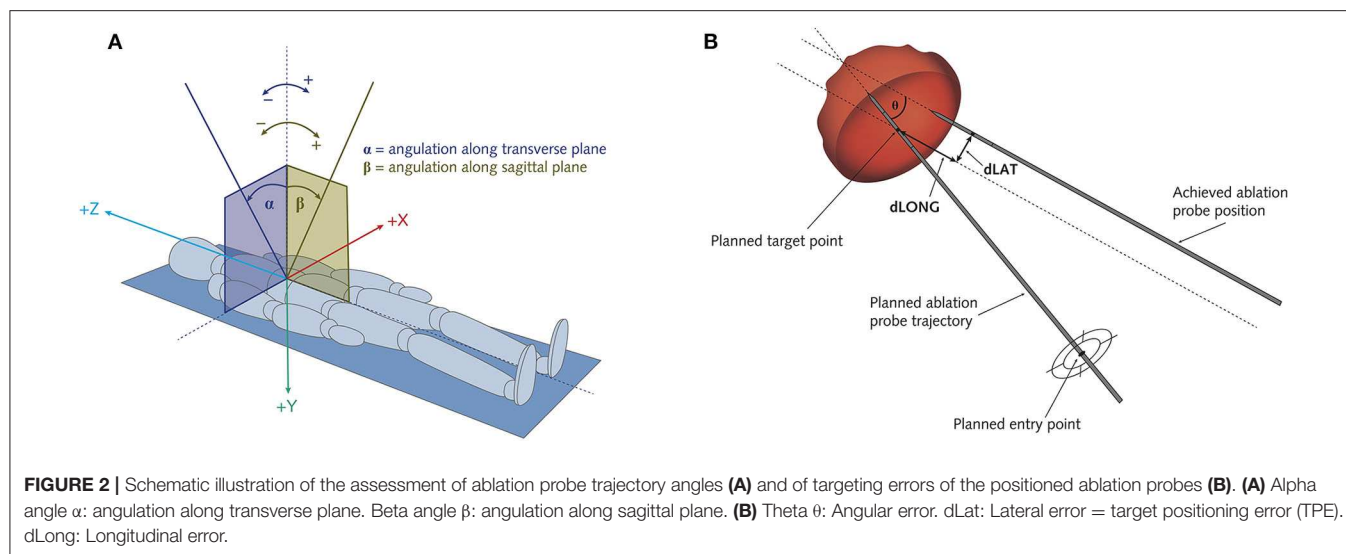 A
− +
− +
α = angulation along transverse plane
β = angulation along sagittal plane
α β
+Z
+X
+Y
B
θ
dLAT
dLONG
Planned target point
Achieved ablation
probe position
Planned ablation
probe trajectory
Planned entry point
FIGURE 2 | Schematic illustration of the assessment of ablation probe trajectory angles (A) and of targeting errors of the positioned ablation probes (B). (A) Alpha
angle α: angulation along transverse plane. Beta angle β: angulation along sagittal plane. (B) Theta θ: Angular error. dLat: Lateral error = target positioning error (TPE).
dLong: Longitudinal error.